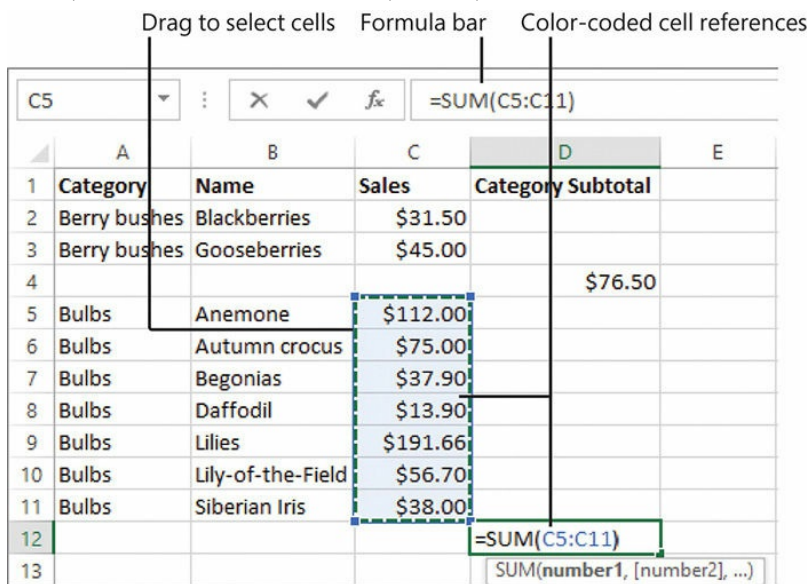 Drag to select cells Formula bar Color-coded cell references
C5 fx =SUM(C5:C11)
A B C D E
1 Category Name Sales Category Subtotal
2 Berry bushes Blackberries $31.50
3 Berry bushes Gooseberries $45.00
4 $76.50
5 Bulbs Anemone $112.00
6 Bulbs Autumn crocus $75.00
7 Bulbs Begonias $37.90
8 Bulbs Daffodil $13.90
9 Bulbs Lilies $191.66
10 Bulbs Lily-of-the-Field $56.70
11 Bulbs Siberian Iris $38.00
12 =SUM(C5:C11)
13 SUM(number1, [number2], ...)